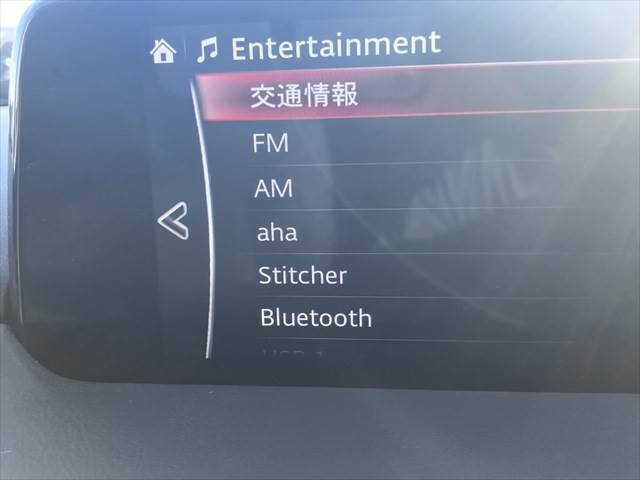 Entertainment
交通情報
FM
AM
aha
Stitcher
Bluetooth